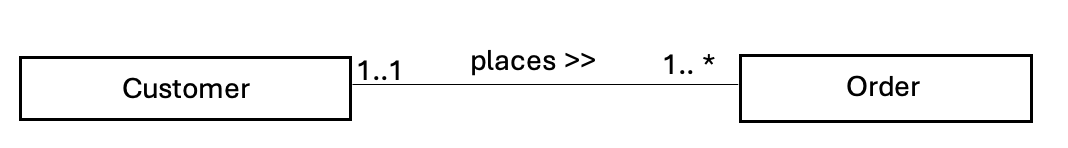 Customer
1..1
places >>
1.. *
Order